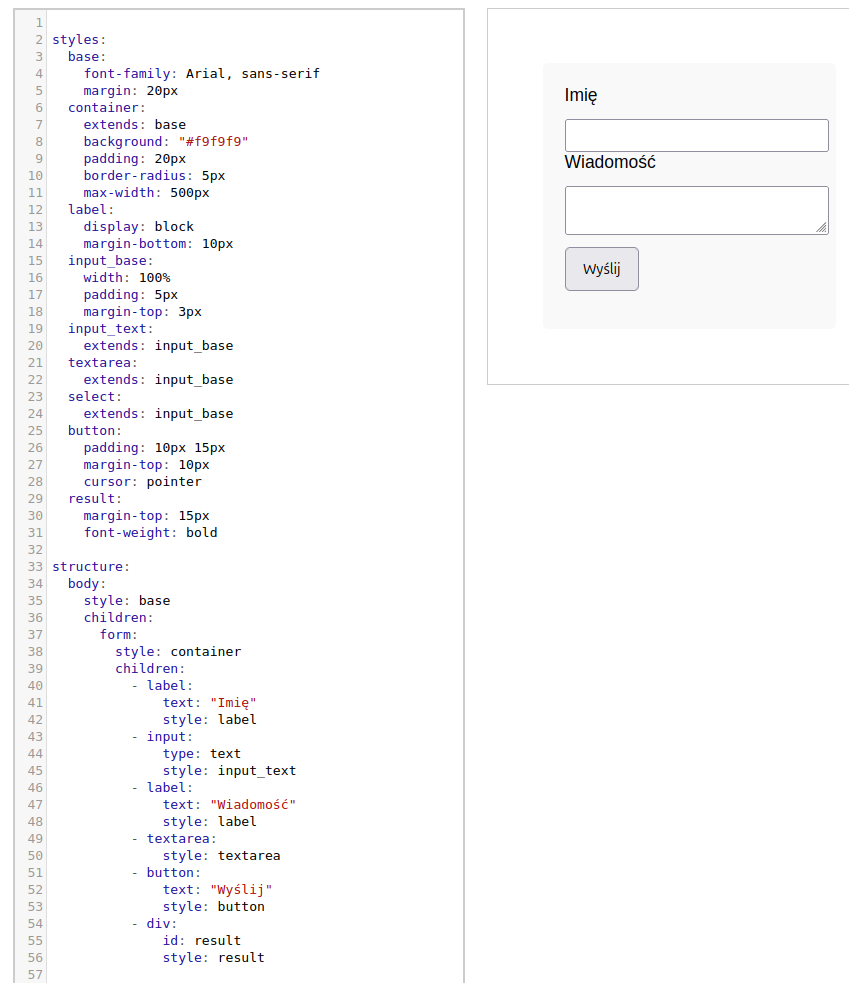 1
2 styles:
3   base:
4     font-family: Arial, sans-serif
5     margin: 20px
6   container:
7     extends: base
8     background: "#f9f9f9"
9     padding: 20px
10     border-radius: 5px
11     max-width: 500px
12   label:
13     display: block
14     margin-bottom: 10px
15   input_base:
16     width: 100%
17     padding: 5px
18     margin-top: 3px
19   input_text:
20     extends: input_base
21   textarea:
22     extends: input_base
23   select:
24     extends: input_base
25   button:
26     padding: 10px 15px
27     margin-top: 10px
28     cursor: pointer
29   result:
30     margin-top: 15px
31     font-weight: bold
32
33 structure:
34   body:
35     style: base
36     children:
37       form:
38         style: container
39         children:
40           - label:
41               text: "Imię"
42               style: label
43           - input:
44               type: text
45               style: input_text
46           - label:
47               text: "Wiadomość"
48               style: label
49           - textarea:
50               style: textarea
51           - button:
52               text: "Wyślij"
53               style: button
54           - div:
55               id: result
56               style: result
57
Imię
Wiadomość
Wyślij